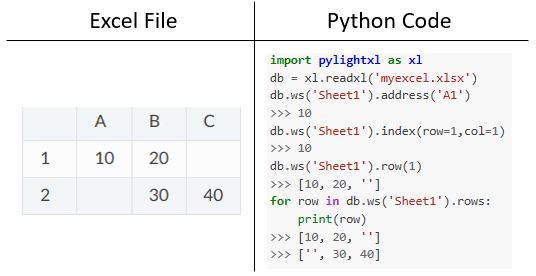 Excel File
Python Code
A B C
1 10 20
2 30 40
import pylightxl as xl
db = xl.readxl('myexcel.xlsx')
db.ws('Sheet1').address('A1')
>>> 10
db.ws('Sheet1').index(row=1,col=1)
>>> 10
db.ws('Sheet1').row(1)
>>> [10, 20, '']
for row in db.ws('Sheet1').rows:
    print(row)
>>> [10, 20, '']
>>> ['', 30, 40]